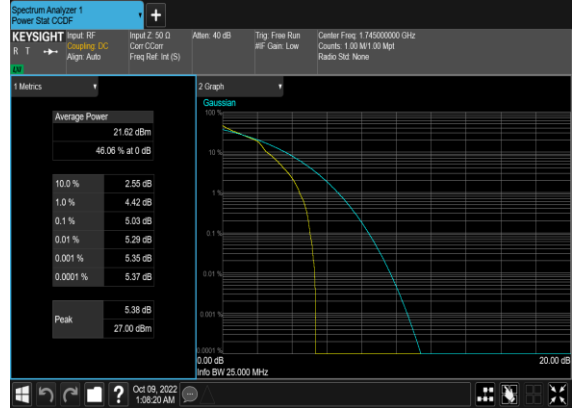 Spectrum Analyzer 1
Power Stat CCDF
+
KEYSIGHT
R T
Input: RF
Coupling: DC
Align: Auto
Input Z: 50 Ω
Corr CCorr
Freq Ref: Int (S)
Atten: 40 dB
Trig: Free Run
#IF Gain: Low
Center Freq: 1.745000000 GHz
Counts: 1.00 M/1.00 Mpt
Radio Std: None
1 Metrics
Average Power
21.62 dBm
46.06 % at 0 dB
10.0 % 2.55 dB
1.0 % 4.42 dB
0.1 % 5.03 dB
0.01 % 5.29 dB
0.001 % 5.35 dB
0.0001 % 5.37 dB
Peak
5.38 dB
27.00 dBm
2 Graph
Gaussian
100 %
10 %
1 %
0.1 %
0.01 %
0.001 %
0.0001 %
0.00 dB 20.00 dB
Info BW 25.000 MHz
?
Oct 09, 2022
1:08:20 AM